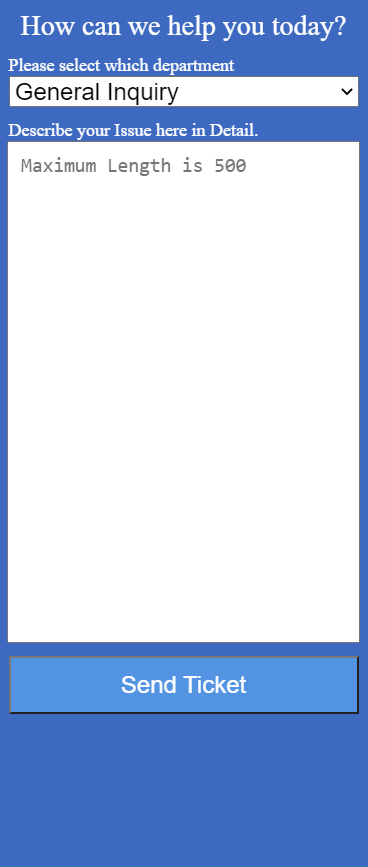 How can we help you today?
Please select which department
General Inquiry
Describe your Issue here in Detail.
Maximum Length is 500
Send Ticket